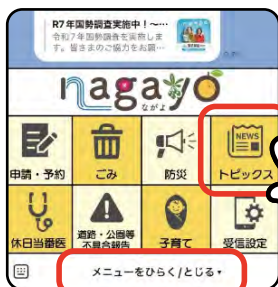 R7年国勢調査実施中!～…
令和7年国勢調査を実施しま
す。皆さまのご協力をお願…
nagayo
ながよ
申請・予約
ごみ
防災
NEWS
トピックス
休日当番医
道路・公園等
不具合報告
子育て
受信設定
メニューをひらく/とじる▾